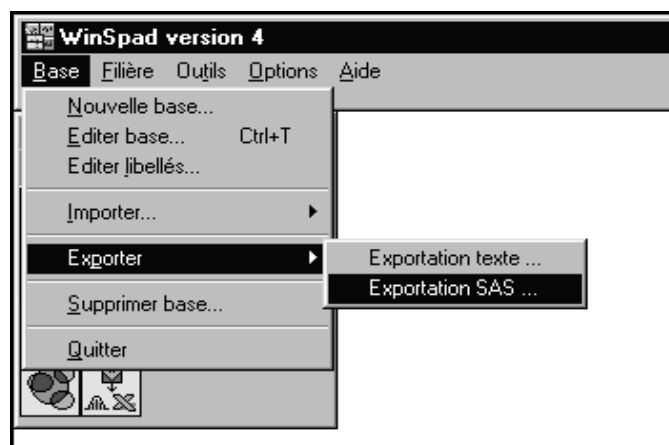 WinSpad version 4
Base Filière Outils Options Aide
Nouvelle base...
Editer base... Ctrl+T
Editer libellés...
Importer...
Exporter
Exportation texte ...
Exportation SAS ...
Supprimer base...
Quitter